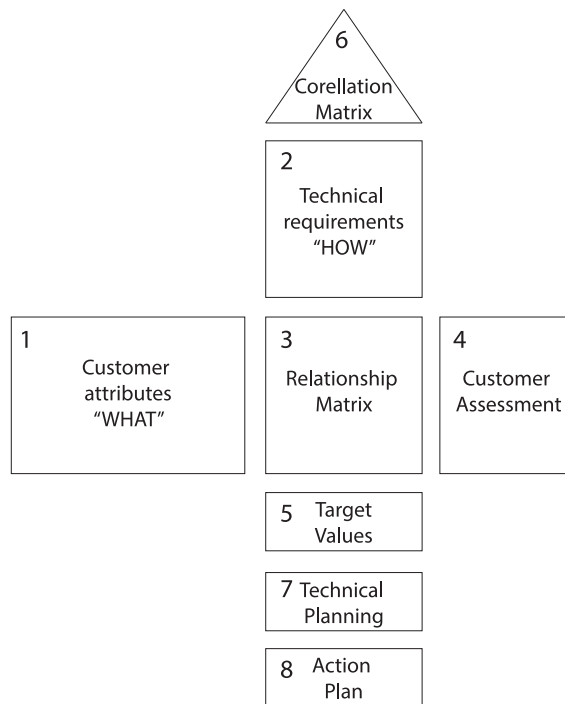 6
Corellation
Matrix
2
Technical
requirements
“HOW”
1
Customer
attributes
“WHAT”
3
Relationship
Matrix
4
Customer
Assessment
5 Target
Values
7 Technical
Planning
8 Action
Plan